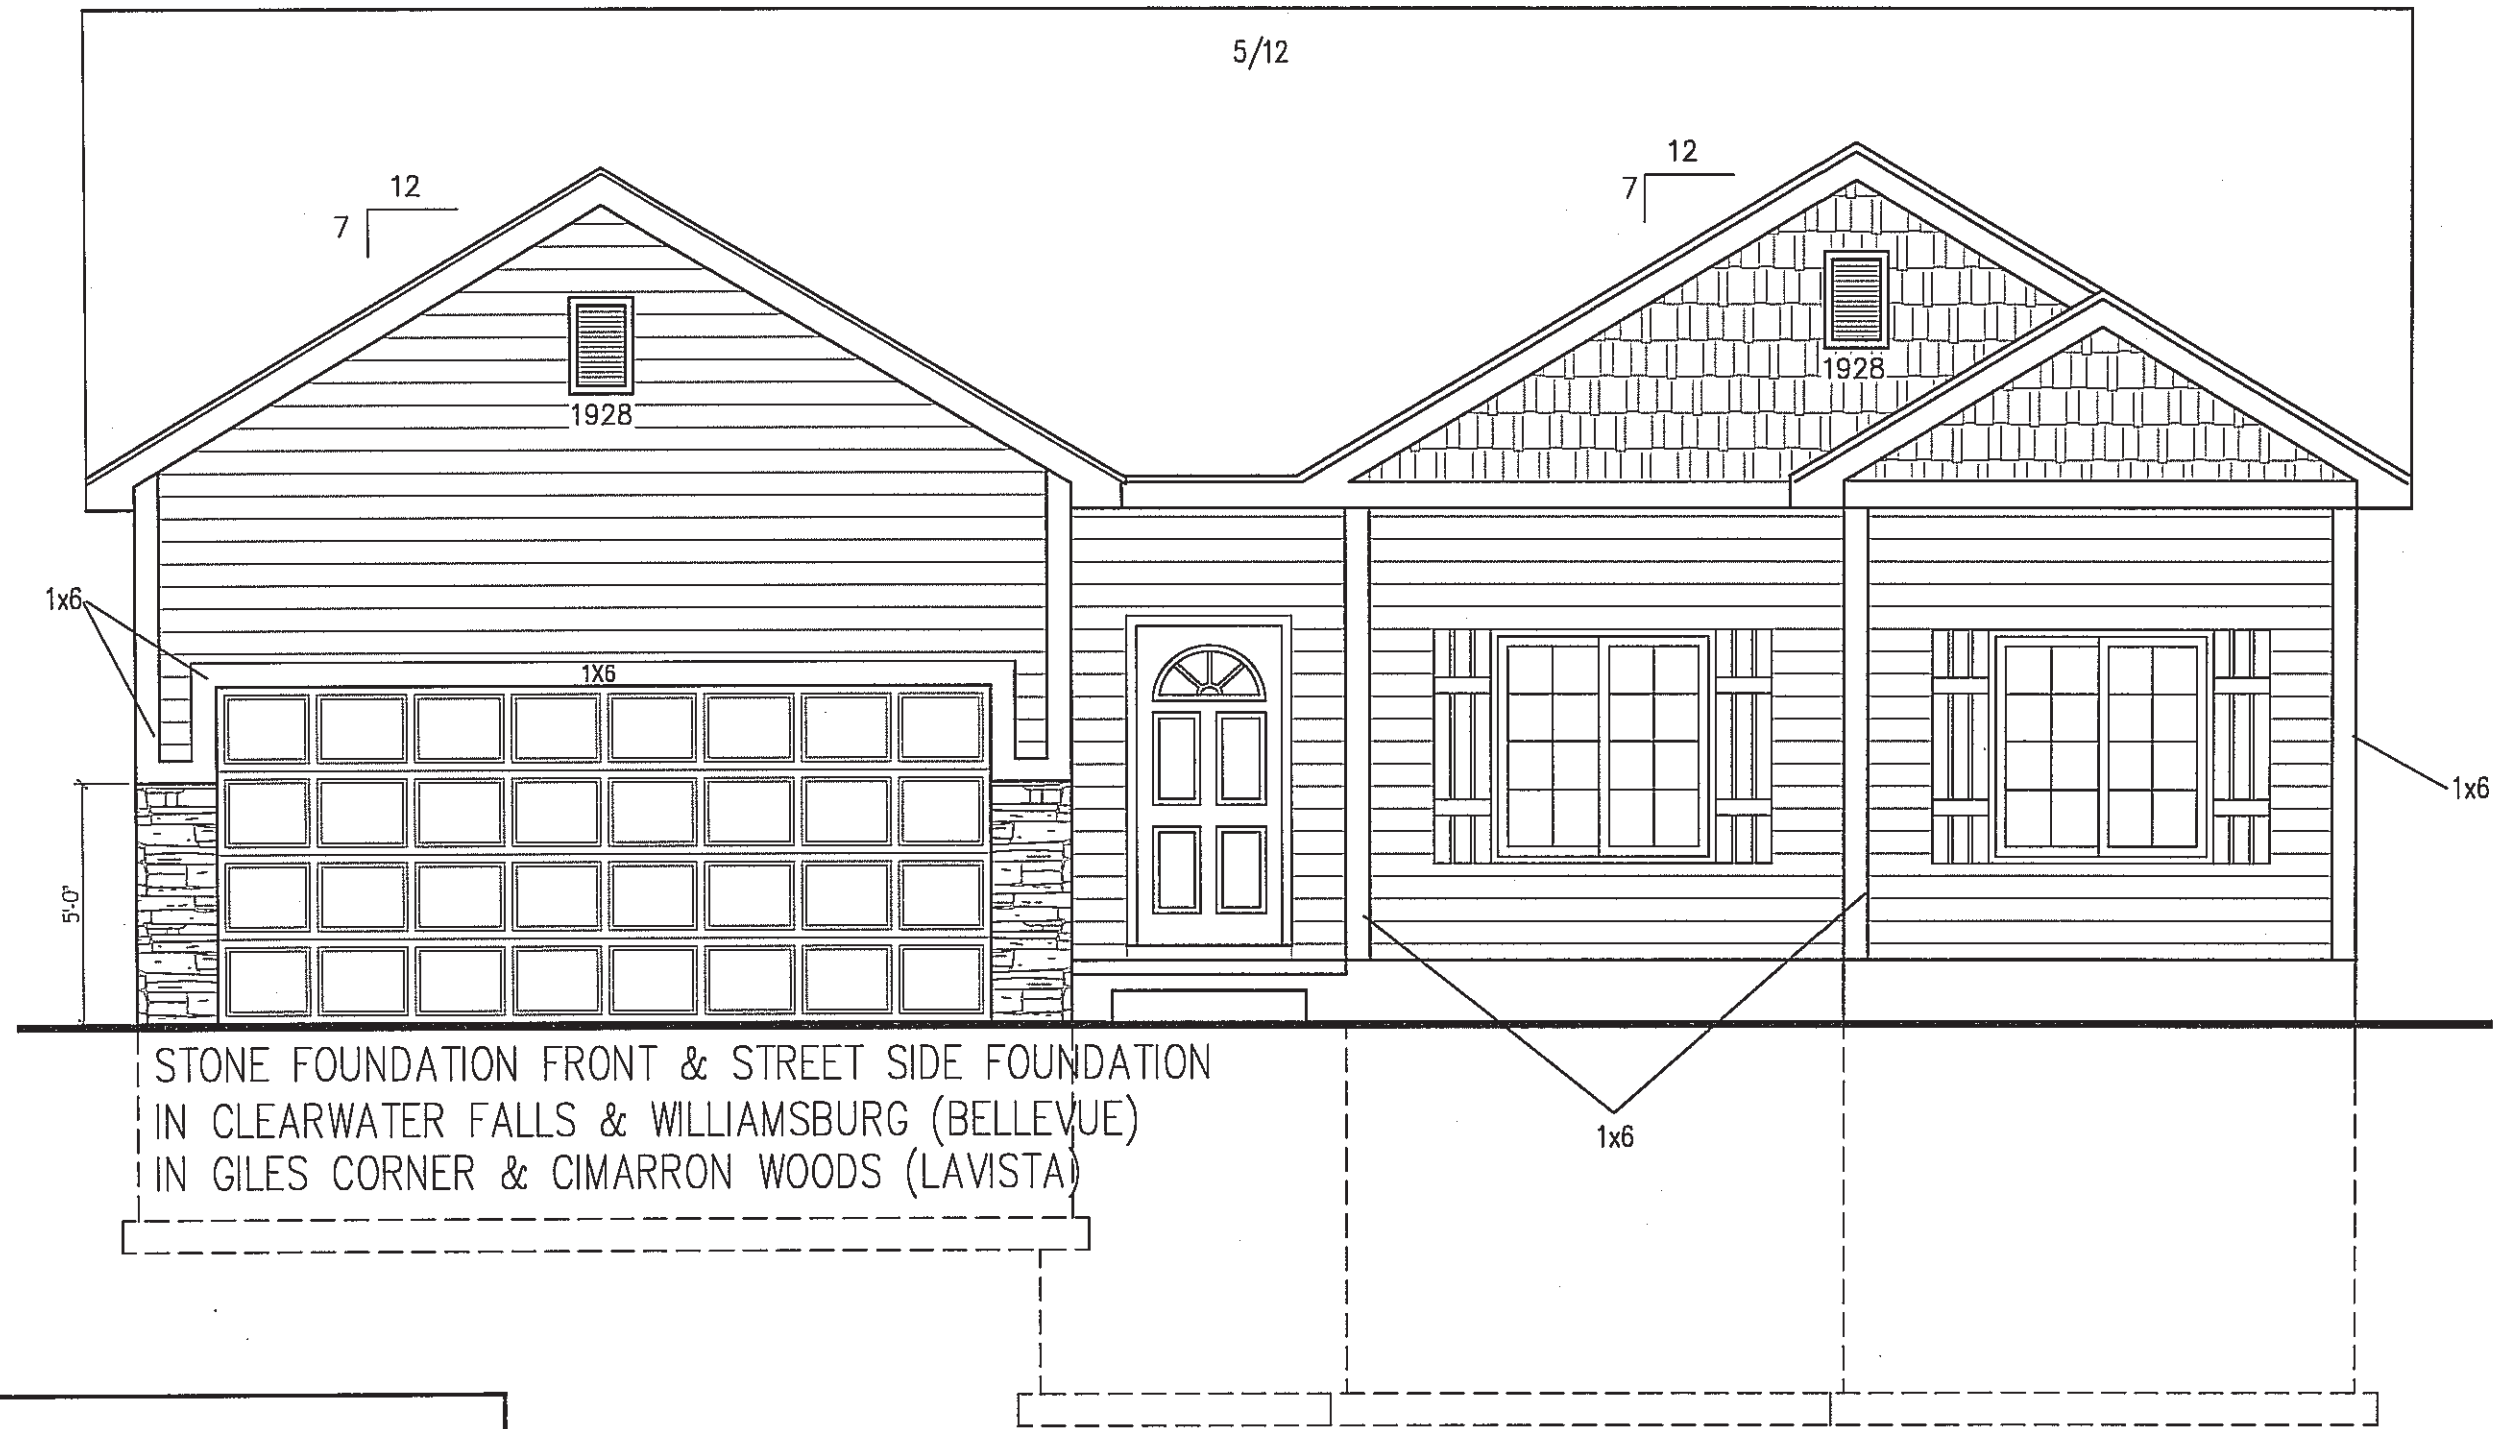 5/12
12
7
12
7
1928
1928
1x6
1X6
1x6
5'-0"
STONE FOUNDATION FRONT & STREET SIDE FOUNDATION
IN CLEARWATER FALLS & WILLIAMSBURG (BELLEVUE)
IN GILES CORNER & CIMARRON WOODS (LAVISTA)
1x6